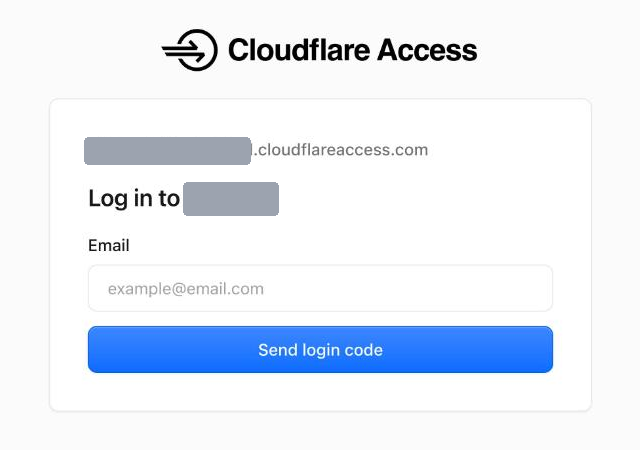 Cloudflare Access
.cloudflareaccess.com
Log in to
Email
example@email.com
Send login code